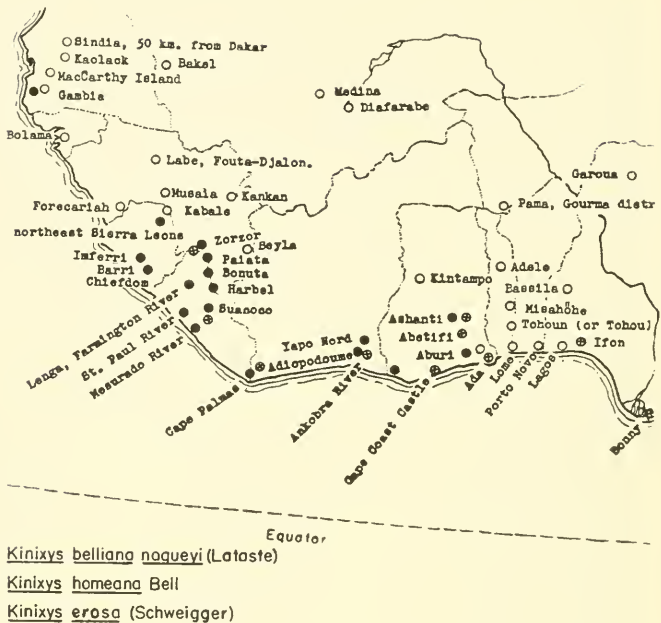 Sindia, 50 km. from Dakar
Kaolack
Bakel
MacCarthy Island
Gambia
Medina
Diafarabe
Bolama
Labe, Fouta-Djalon.
Garoua
Musaia
Kankan
Forecariah
Kabale
Pama, Gourma distr
northeast Sierra Leone
Zorzor
Beyla
Imferri
Paiata
Barri
Chiefdom
Bonuta
Harbel
Adele
Kintampo
Bassila
Lenga, Farmington River
Suacoco
Ashanti
Misahöhe
St. Paul River
Yapo Nord
Abetifi
Tohoun (or Tohou)
Mesurado River
Adiopodoume
Aburi
Ifon
Cape Palmas
Ankobra River
Cape Coast Castle
Ada
Lome
Porto Novo
Lagos
Bonny
Equator
Kinixys belliana nogueyi (Lataste)
Kinixys homeana Bell
Kinixys erosa (Schweigger)